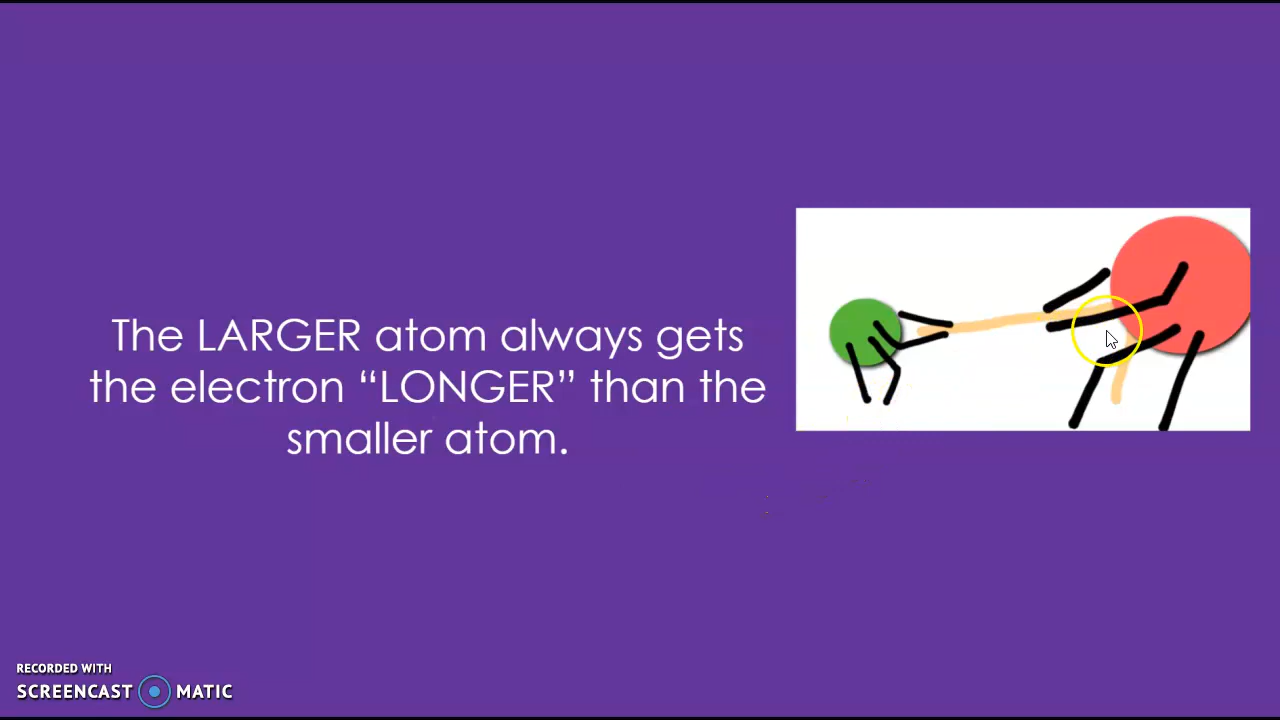 The LARGER atom always gets
the electron “LONGER” than the
smaller atom.
RECORDED WITH
SCREENCAST MATIC